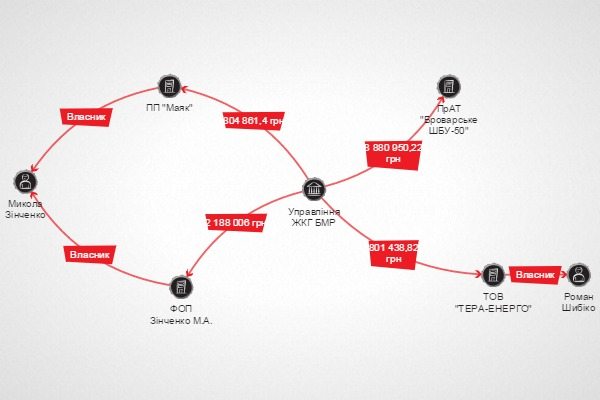 ПП "Маяк"
Власник
804 861,4 грн
ПрАТ
"Броварське
ШБУ-50"
3 880 950,22
грн
Микола
Зінченко
Управління
ЖКГ БМР
2 188 006 грн
801 438,82
грн
Власник
ФОП
Зінченко М.А.
Власник
ТОВ
"ТЕРА-ЕНЕРГО"
Роман
Шибіко